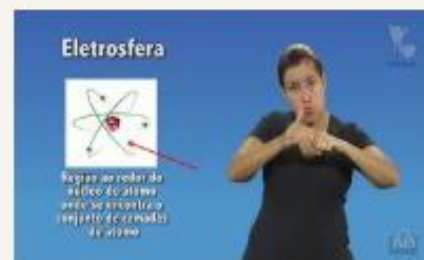 Eletrosfera
Região ao redor do
núcleo do átomo
onde se encontra o
conjunto de camadas
do átomo